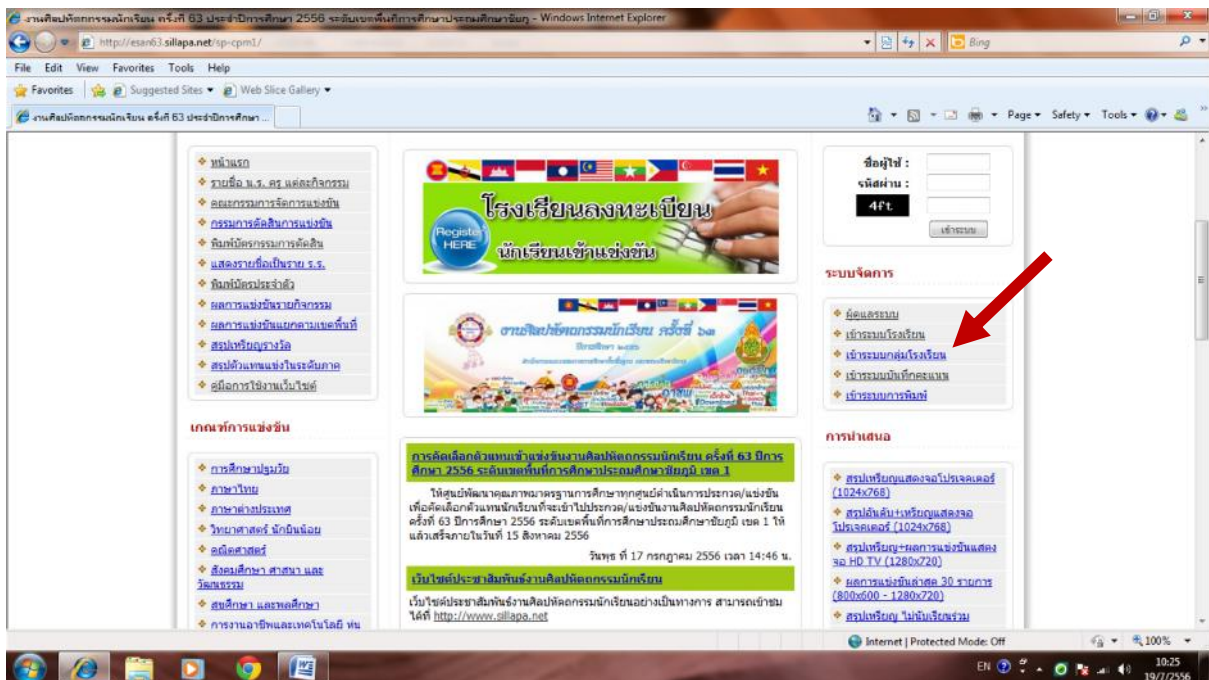 งานศิลปหัตถกรรมนักเรียน ครั้งที่ 63 ประจำปีการศึกษา 2556 ระดับเขตพื้นที่การศึกษาประถมศึกษาชัยภู - Windows Internet Explorer
http://esan63.sillapa.net/sp-cpm1/
Bing
File Edit View Favorites Tools Help
Favorites Suggested Sites Web Slice Gallery
งานศิลปหัตถกรรมนักเรียน ครั้งที่ 63 ประจำปีการศึกษา ...
Page Safety Tools
หน้าแรก
รายชื่อ น.ร. ครู แต่ละกิจกรรม
คณะกรรมการจัดการแข่งขัน
กรรมการตัดสินการแข่งขัน
พิมพ์บัตรกรรมการตัดสิน
แสดงรายชื่อเป็นราย ร.ร.
พิมพ์บัตรประจำตัว
ผลการแข่งขันรายกิจกรรม
ผลการแข่งขันแยกตามเขตพื้นที่
สรุปเหรียญรางวัล
สรุปตัวแทนแข่งในระดับภาค
คู่มือการใช้งานเว็บไซต์
เกณฑ์การแข่งขัน
การศึกษาปฐมวัย
ภาษาไทย
ภาษาต่างประเทศ
วิทยาศาสตร์ นักบินน้อย
คณิตศาสตร์
สังคมศึกษา ศาสนา และ
วัฒนธรรม
สุขศึกษา และพลศึกษา
การงานอาชีพและเทคโนโลยี หุ่น
โรงเรียนลงทะเบียน
Register
HERE
นักเรียนเข้าแข่งขัน
งานศิลปหัตถกรรมนักเรียน ครั้งที่ ๖๓
ปีการศึกษา ๒๕๕๖
การคัดเลือกตัวแทนเข้าแข่งขันงานศิลปหัตถกรรมนักเรียน ครั้งที่ 63 ปีการ
ศึกษา 2556 ระดับเขตพื้นที่การศึกษาประถมศึกษาชัยภูมิ เขต 1
ให้ศูนย์พัฒนาคุณภาพมาตรฐานการศึกษาทุกศูนย์ดำเนินการประกวด/แข่งขัน
เพื่อคัดเลือกตัวแทนนักเรียนที่จะเข้าไปประกวด/แข่งขันงานศิลปหัตถกรรมนักเรียน
ครั้งที่ 63 ปีการศึกษา 2556 ระดับเขตพื้นที่การศึกษาประถมศึกษาชัยภูมิ เขต 1 ให้
แล้วเสร็จภายในวันที่ 15 สิงหาคม 2556
วันพุธ ที่ 17 กรกฎาคม 2556 เวลา 14:46 น.
เว็บไซต์ประชาสัมพันธ์งานศิลปหัตถกรรมนักเรียน
เว็บไซต์ประชาสัมพันธ์งานศิลปหัตถกรรมนักเรียนอย่างเป็นทางการ สามารถเข้าชม
ได้ที่ http://www.sillapa.net
ชื่อผู้ใช้ :
รหัสผ่าน :
4ft
เข้าระบบ
ระบบจัดการ
ผู้ดูแลระบบ
เข้าระบบโรงเรียน
เข้าระบบกลุ่มโรงเรียน
เข้าระบบบันทึกคะแนน
เข้าระบบการพิมพ์
การนำเสนอ
สรุปเหรียญแสดงจอโปรเจคเตอร์
(1024x768)
สรุปอันดับ+เหรียญแสดงจอ
โปรเจคเตอร์ (1024x768)
สรุปเหรียญ+ผลการแข่งขันแสดง
จอ HD TV (1280x720)
ผลการแข่งขันล่าสุด 30 รายการ
(800x600 - 1280x720)
สรุปเหรียญ ไม่นับเรียนร่วม
Internet | Protected Mode: Off
100%
EN
10:25
19/7/2556